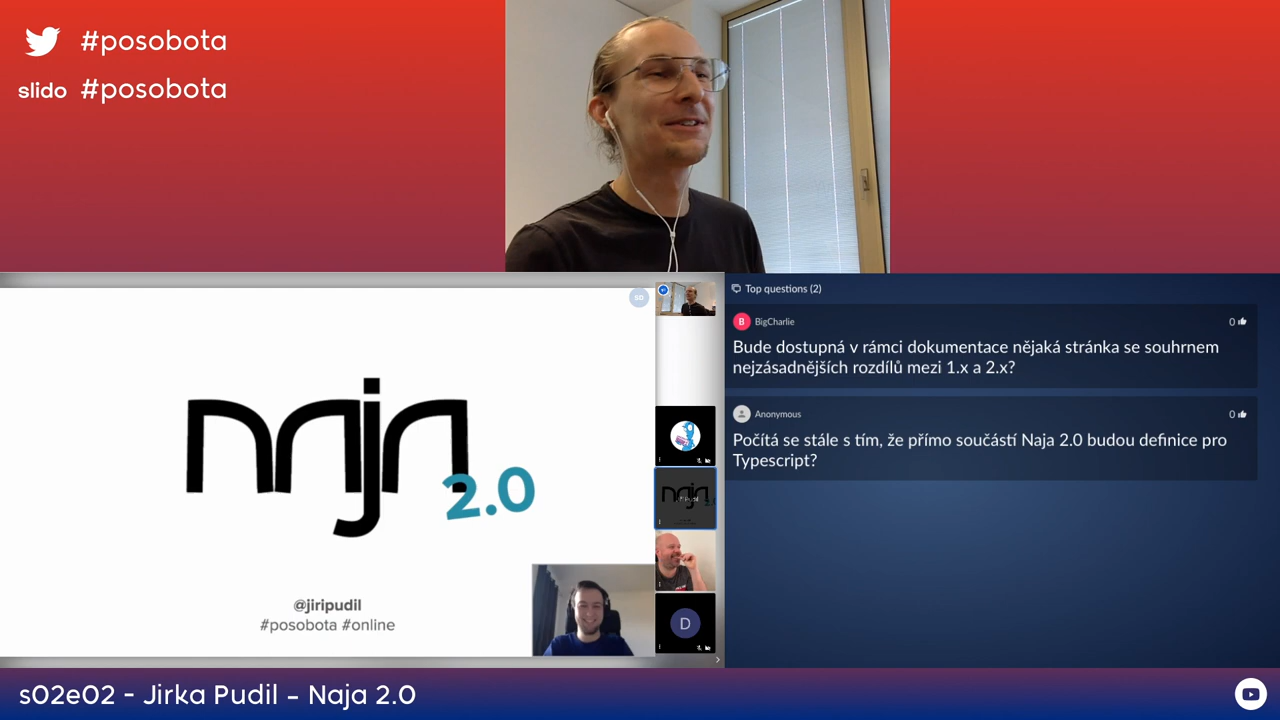 #posobota
slido #posobota
SD
naja
2.0
@jiripudil
#posobota #online
D
Top questions (2)
B BigCharlie
0
Bude dostupná v rámci dokumentace nějaká stránka se souhrnem
nejzásadnějších rozdílů mezi 1.x a 2.x?
Anonymous
0
Počítá se stále s tím, že přímo součástí Naja 2.0 budou definice pro
Typescript?
s02e02 - Jirka Pudil – Naja 2.0